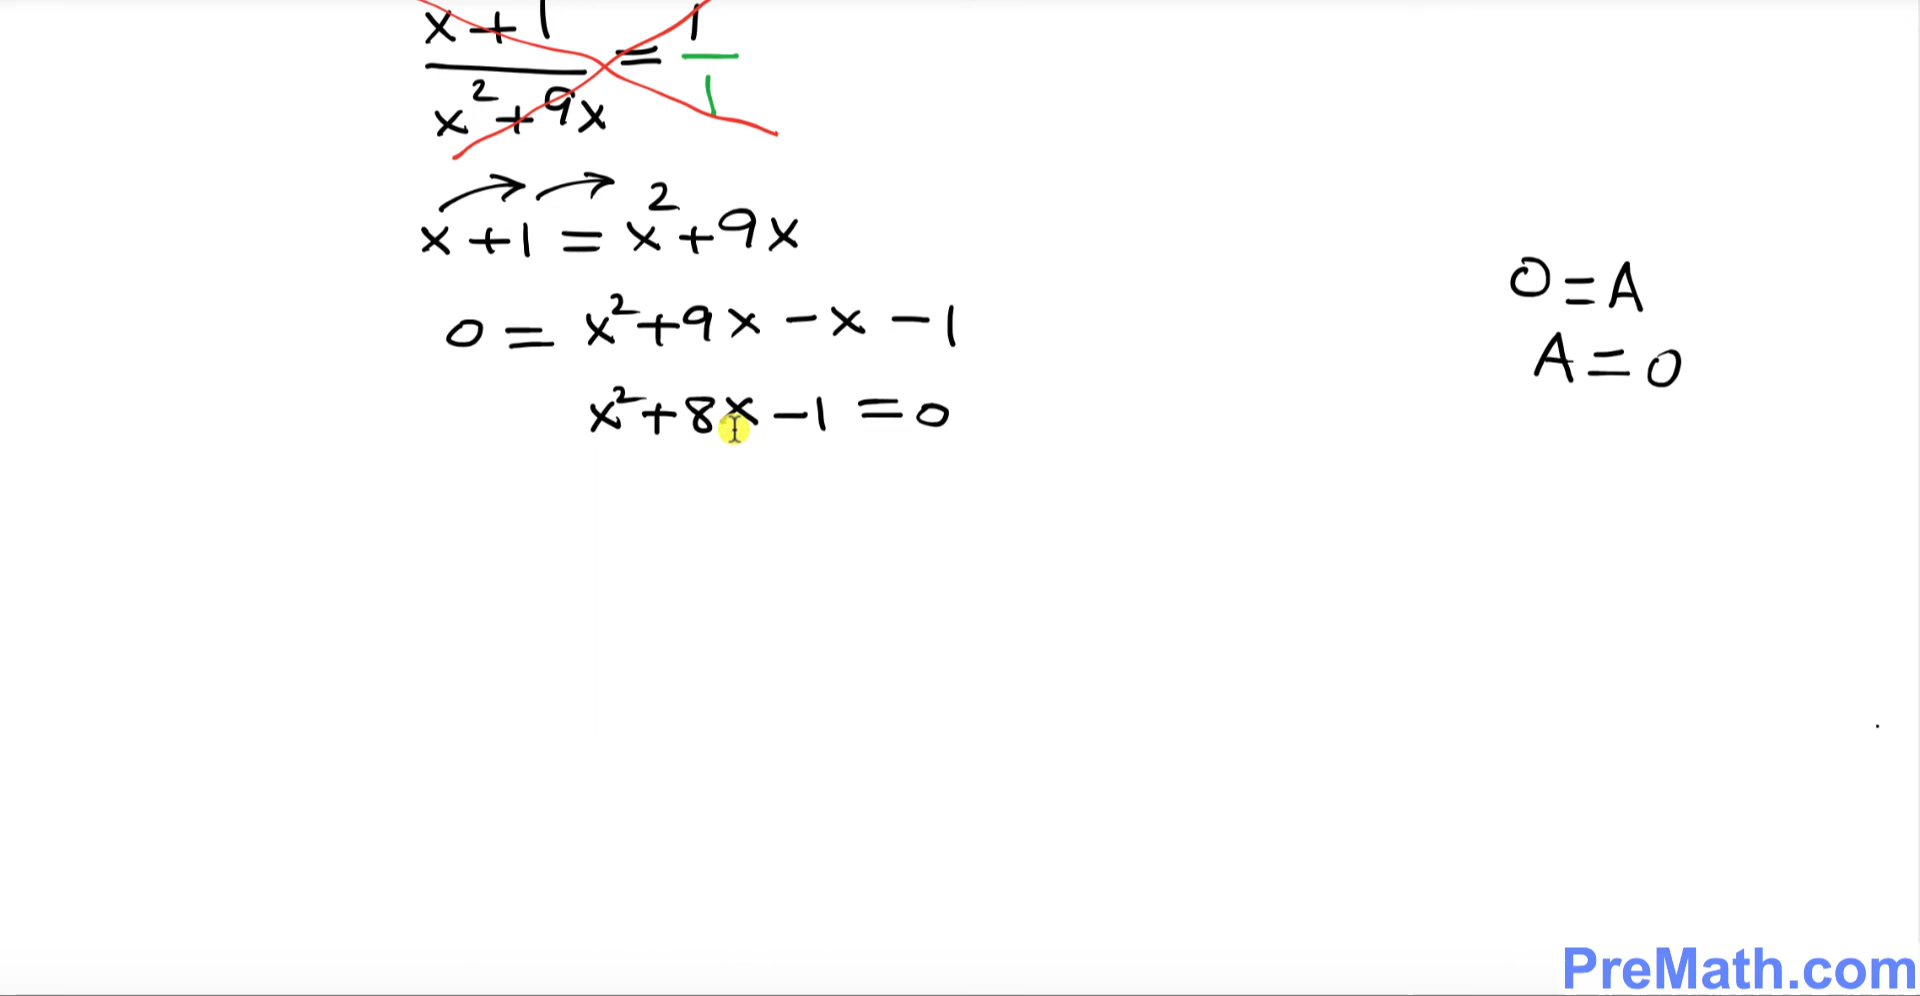 x + 1 / x² + 9x = 1 / 1
x + 1 = x² + 9x
0 = x² + 9x - x - 1
x² + 8x - 1 = 0
0 = A
A = 0
PreMath.com